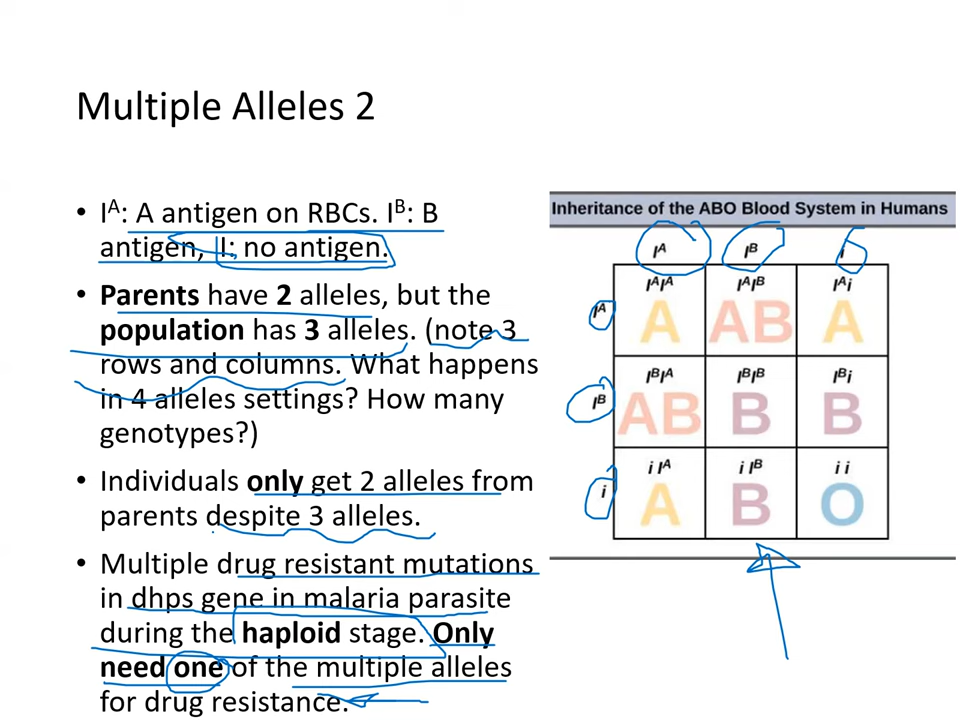 Multiple Alleles 2
• Iᴬ: A antigen on RBCs. Iᴮ: B
antigen, I: no antigen.
• Parents have 2 alleles, but the
population has 3 alleles. (note 3
rows and columns. What happens
in 4 alleles settings? How many
genotypes?)
• Individuals only get 2 alleles from
parents despite 3 alleles.
• Multiple drug resistant mutations
in dhps gene in malaria parasite
during the haploid stage. Only
need one of the multiple alleles
for drug resistance.
Inheritance of the ABO Blood System in Humans
Iᴬ Iᴮ i
IᴬIᴬ IᴬIᴮ Iᴬi
Iᴬ A AB A
IᴮIᴬ IᴮIᴮ Iᴮi
Iᴮ AB B B
i Iᴬ i Iᴮ i i
i A B O